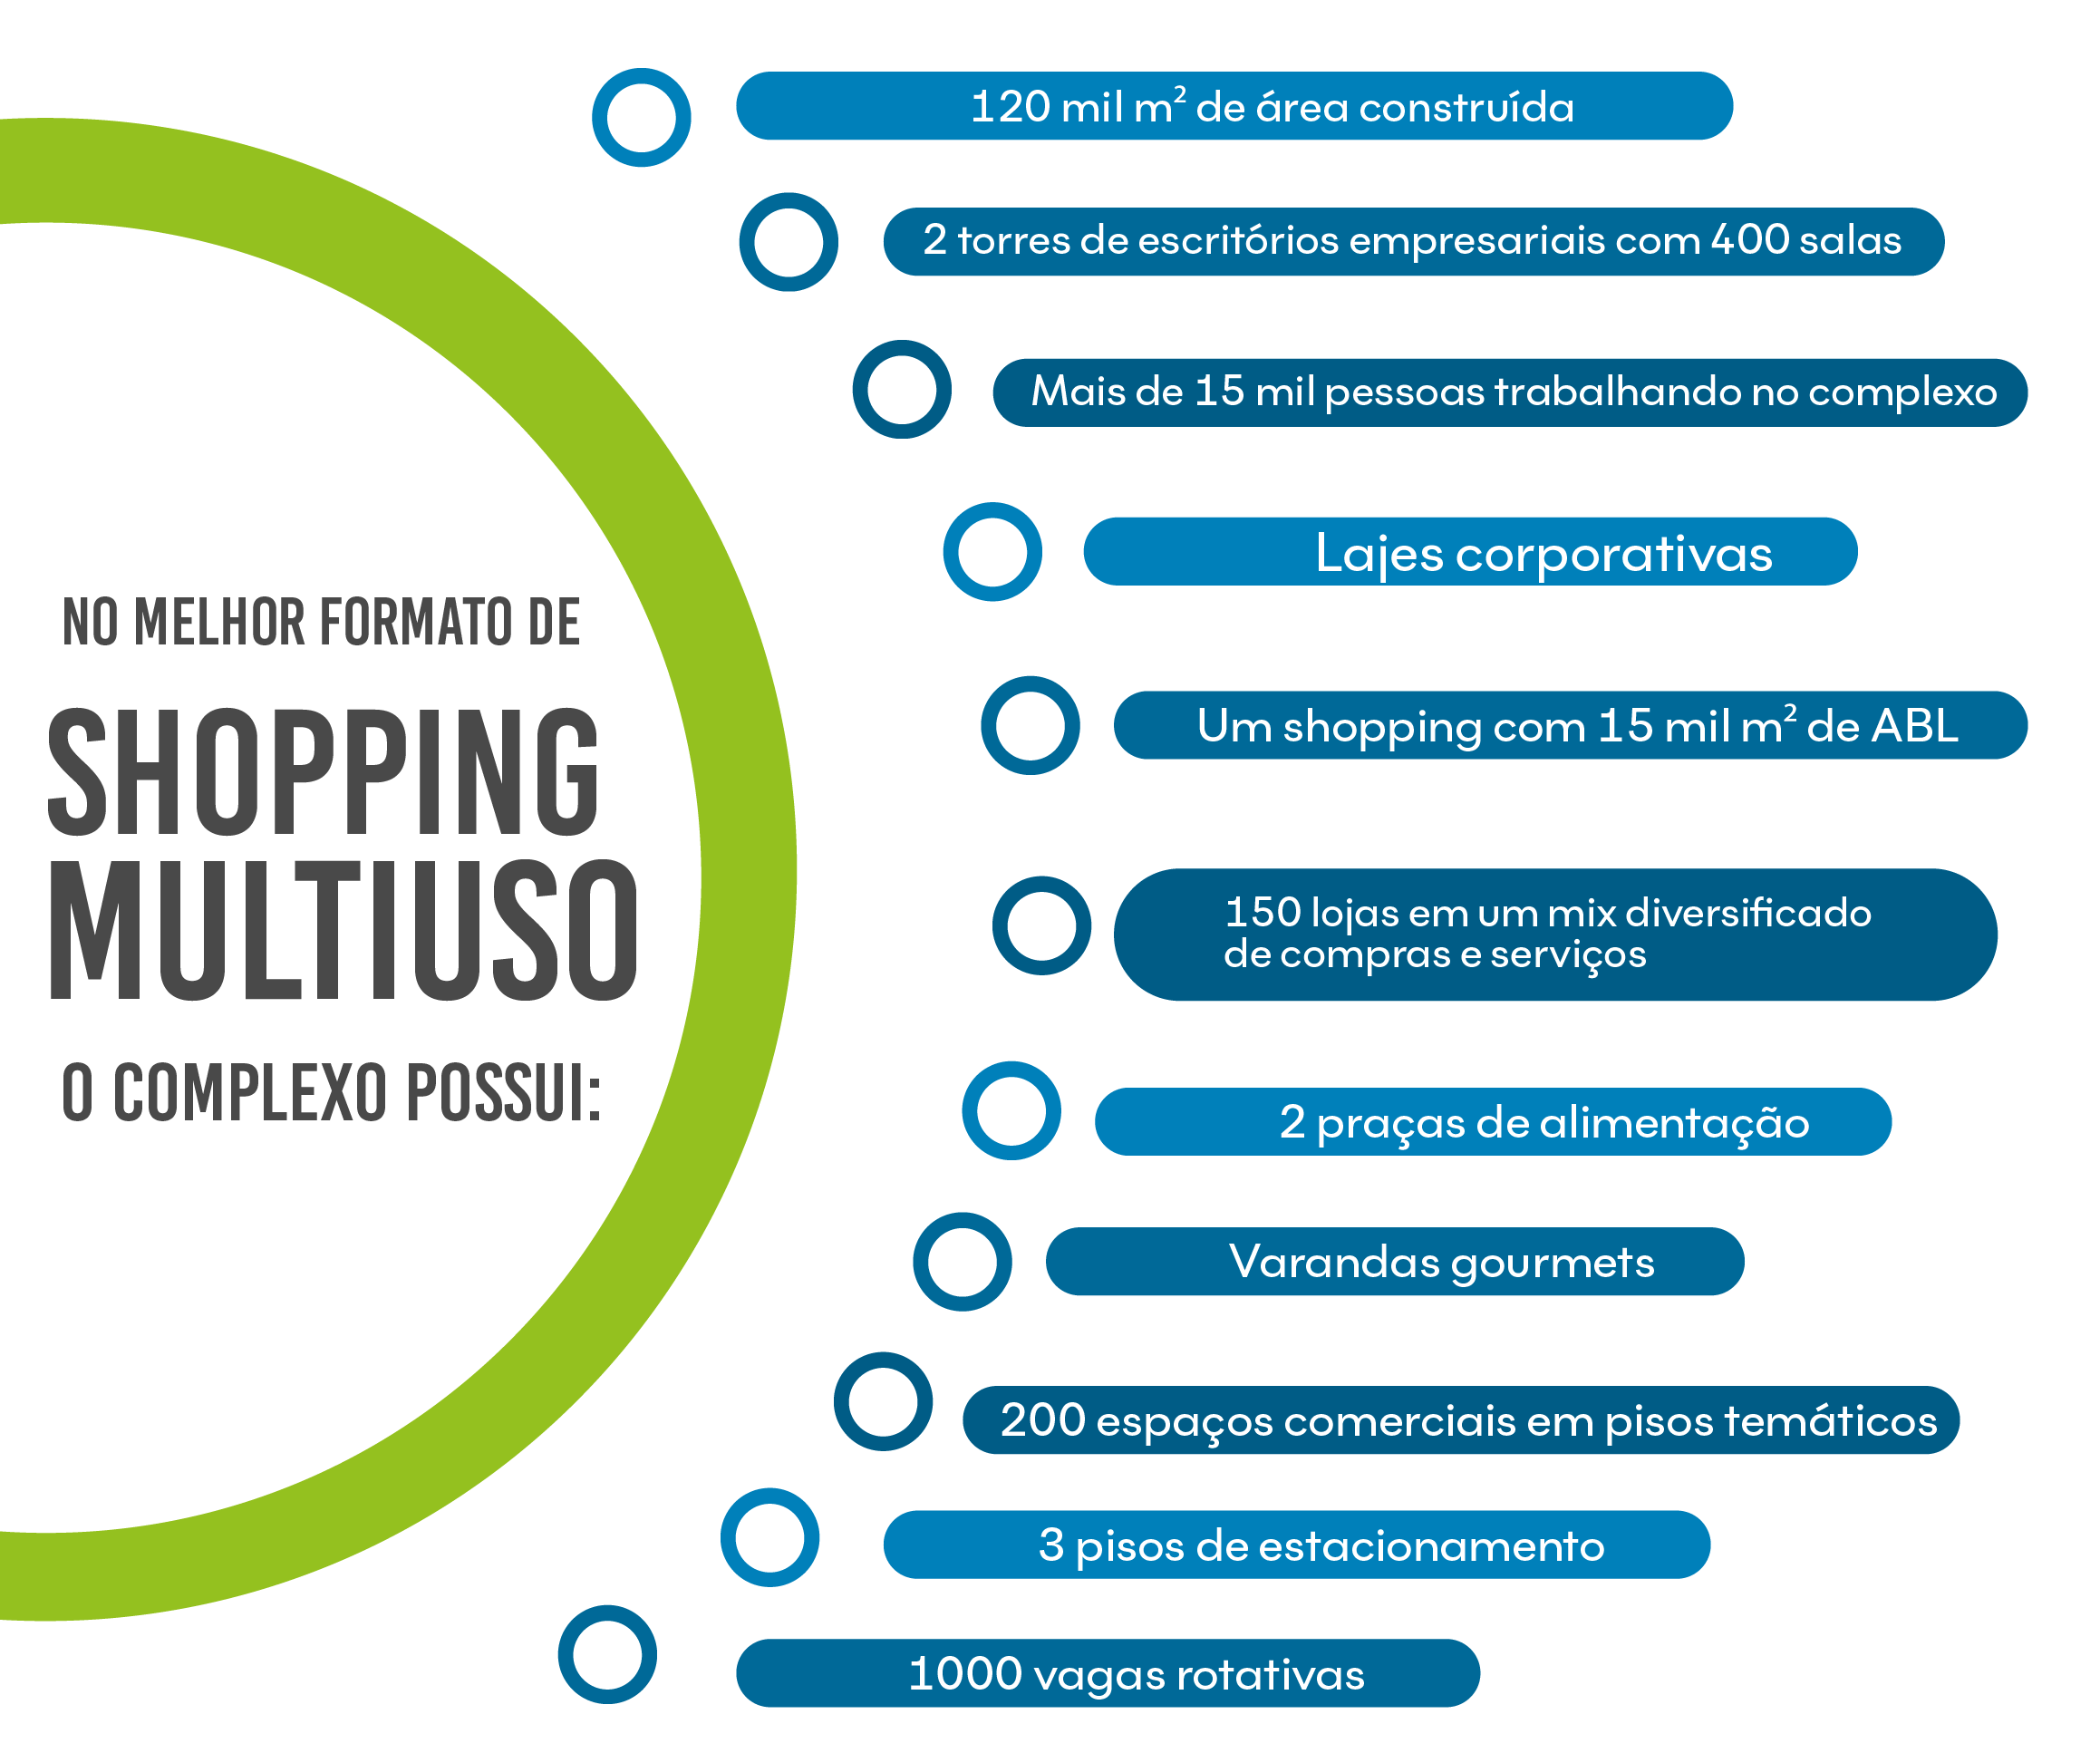 NO MELHOR FORMATO DE
SHOPPING
MULTIUSO
O COMPLEXO POSSUI:
120 mil m² de área construída
2 torres de escritórios empresariais com 400 salas
Mais de 15 mil pessoas trabalhando no complexo
Lajes corporativas
Um shopping com 15 mil m² de ABL
150 lojas em um mix diversificado
de compras e serviços
2 praças de alimentação
Varandas gourmets
200 espaços comerciais em pisos temáticos
3 pisos de estacionamento
1000 vagas rotativas